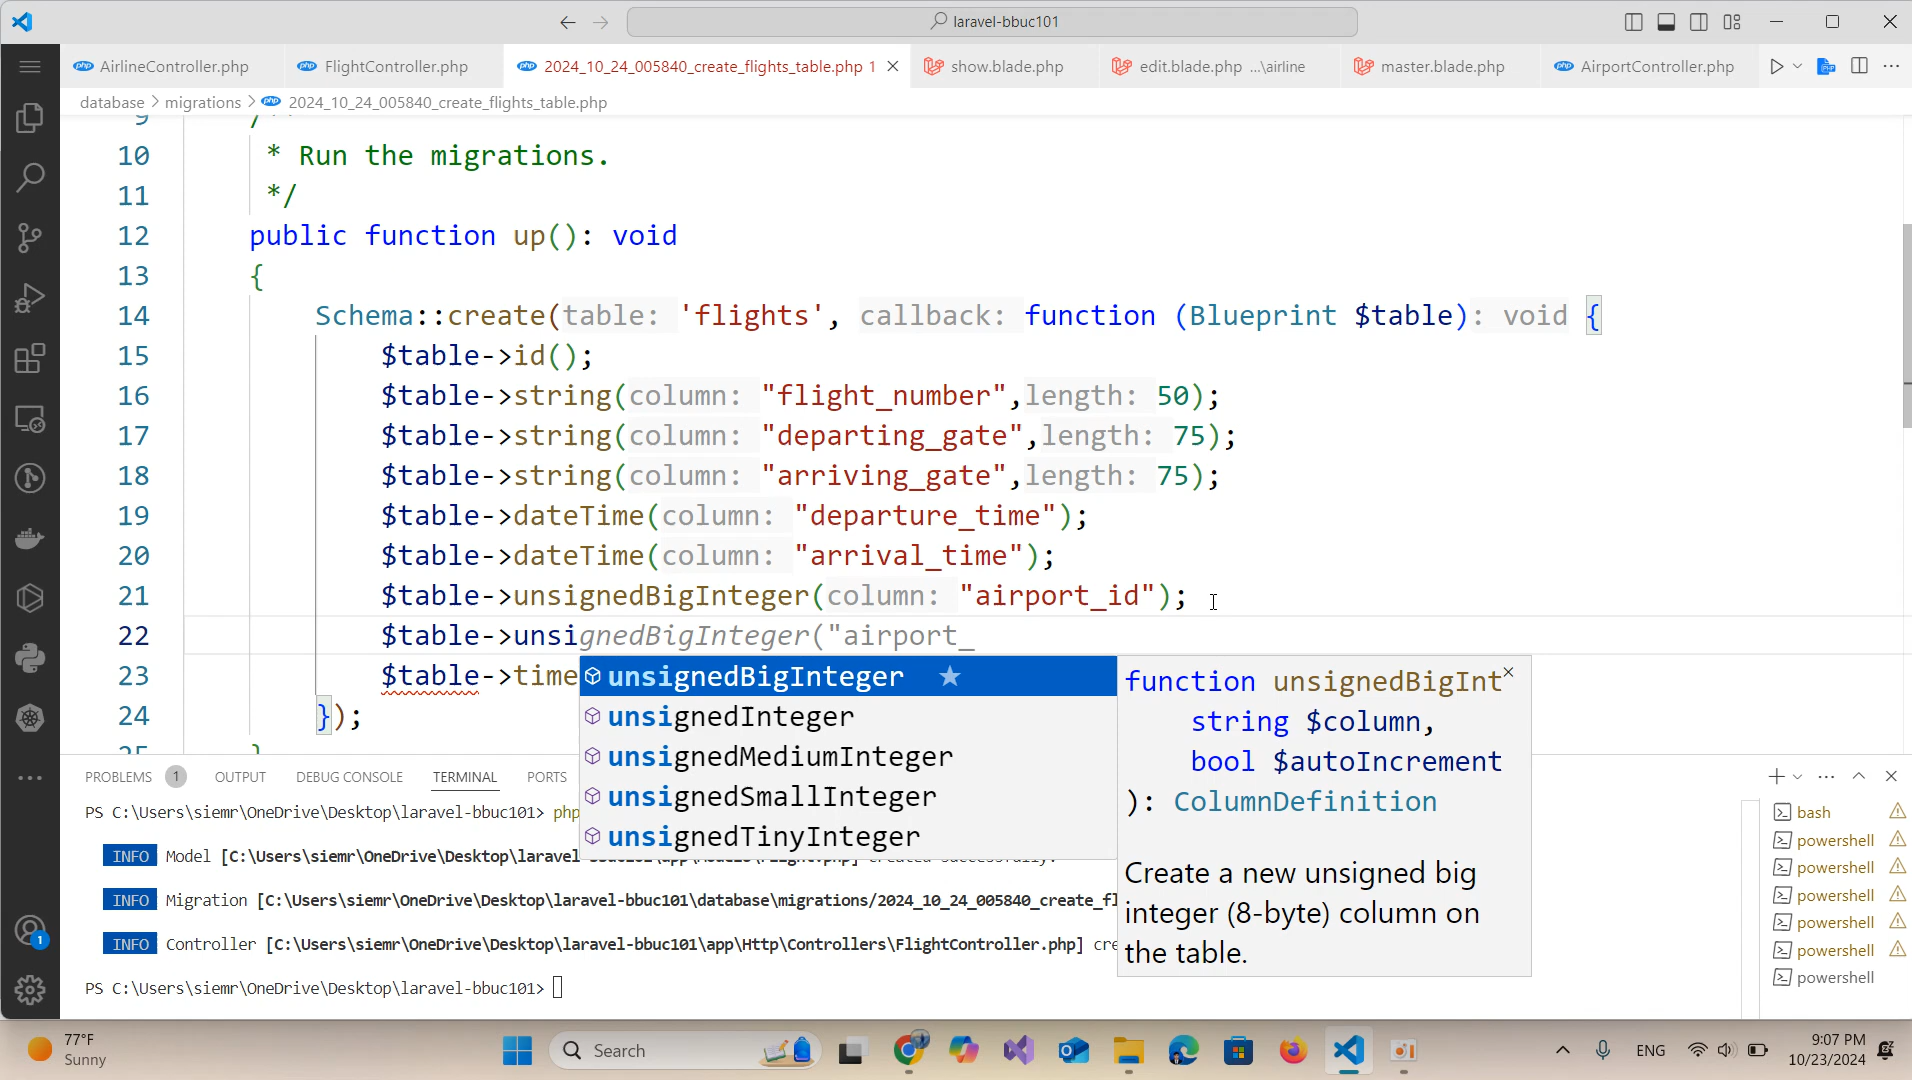 laravel-bbuc101
AirlineController.php
FlightController.php
2024_10_24_005840_create_flights_table.php 1
show.blade.php
edit.blade.php ...\airline
master.blade.php
AirportController.php
database > migrations > 2024_10_24_005840_create_flights_table.php
9 /**
10 * Run the migrations.
11 */
12 public function up(): void
13 {
14 Schema::create(table: 'flights', callback: function (Blueprint $table): void {
15 $table->id();
16 $table->string(column: "flight_number",length: 50);
17 $table->string(column: "departing_gate",length: 75);
18 $table->string(column: "arriving_gate",length: 75);
19 $table->dateTime(column: "departure_time");
20 $table->dateTime(column: "arrival_time");
21 $table->unsignedBigInteger(column: "airport_id");
22 $table->unsignedBigInteger("airport_
23 $table->time
24 });
25 }
unsignedBigInteger
unsignedInteger
unsignedMediumInteger
unsignedSmallInteger
unsignedTinyInteger
function unsignedBigInt
string $column,
bool $autoIncrement
): ColumnDefinition
Create a new unsigned big
integer (8-byte) column on
the table.
PROBLEMS 1 OUTPUT DEBUG CONSOLE TERMINAL PORTS
PS C:\Users\siemr\OneDrive\Desktop\laravel-bbuc101> php
INFO Model [C:\Users\siemr\OneDrive\Desktop\laravel-
INFO Migration [C:\Users\siemr\OneDrive\Desktop\laravel-bbuc101\database\migrations/2024_10_24_005840_create_fl
INFO Controller [C:\Users\siemr\OneDrive\Desktop\laravel-bbuc101\app\Http\Controllers\FlightController.php] cre
PS C:\Users\siemr\OneDrive\Desktop\laravel-bbuc101>
bash
powershell
powershell
powershell
powershell
powershell
powershell
1
77°F
Sunny
Search
ENG
9:07 PM
10/23/2024